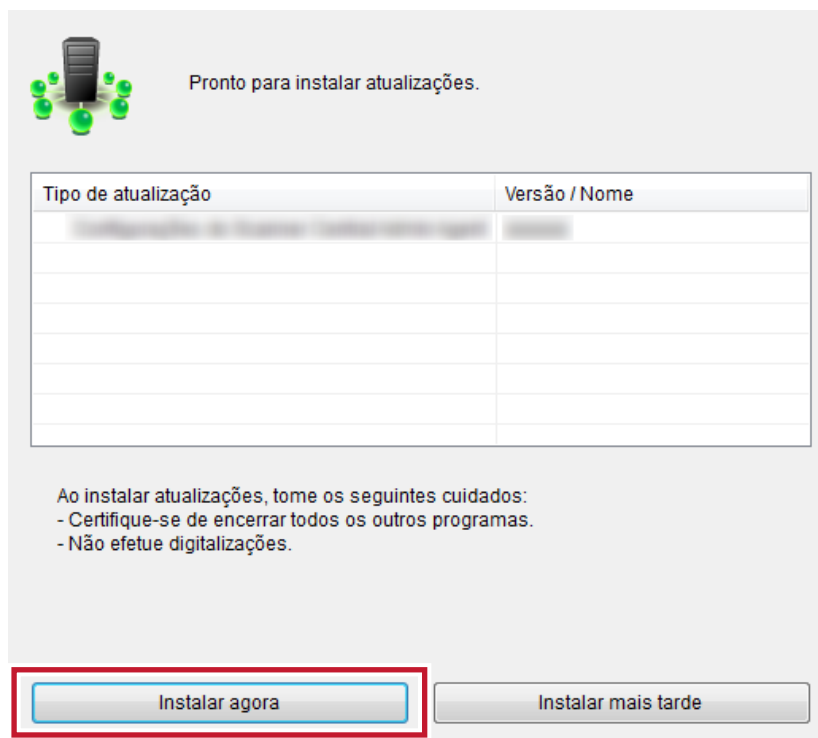 Pronto para instalar atualizações.
Tipo de atualização
Versão / Nome
Ao instalar atualizações, tome os seguintes cuidados:
- Certifique-se de encerrar todos os outros programas.
- Não efetue digitalizações.
Instalar agora
Instalar mais tarde